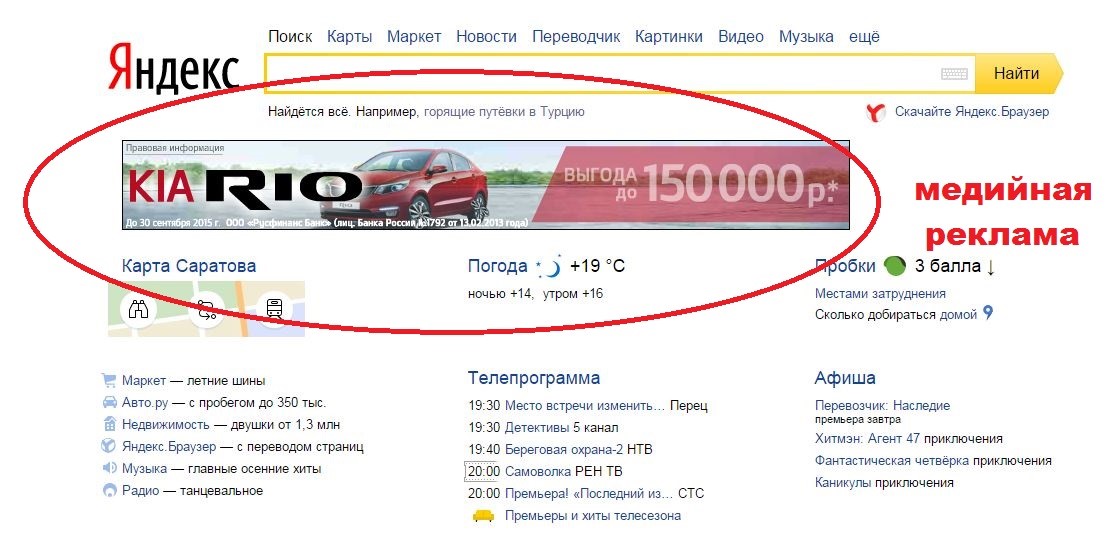 Поиск Карты Маркет Новости Переводчик Картинки Видео Музыка ещё
Яндекс
Найти
Найдётся всё. Например, горящие путёвки в Турцию
Скачайте Яндекс.Браузер
Правовая информация
KIA RIO
ВЫГОДА
до 150 000 р.*
До 30 сентября 2015 г. ООО «Русфинанс Банк» (лиц. Банка России №1792 от 13.02.2013 года)
медийная
реклама
Карта Саратова
Погода +19 °C
ночью +14, утром +16
Пробки 3 балла ↓
Местами затруднения
Сколько добираться домой
Маркет — летние шины
Авто.ру — с пробегом до 350 тыс.
Недвижимость — двушки от 1,3 млн
Яндекс.Браузер — с переводом страниц
Музыка — главные осенние хиты
Радио — танцевальное
Телепрограмма
19:30 Место встречи изменить... Перец
19:30 Детективы 5 канал
19:40 Береговая охрана-2 НТВ
20:00 Самоволка РЕН ТВ
20:00 Премьера! «Последний из... СТС
Премьеры и хиты телесезона
Афиша
Перевозчик: Наследие
премьера завтра
Хитмэн: Агент 47 приключения
Фантастическая четвёрка приключения
Каникулы приключения